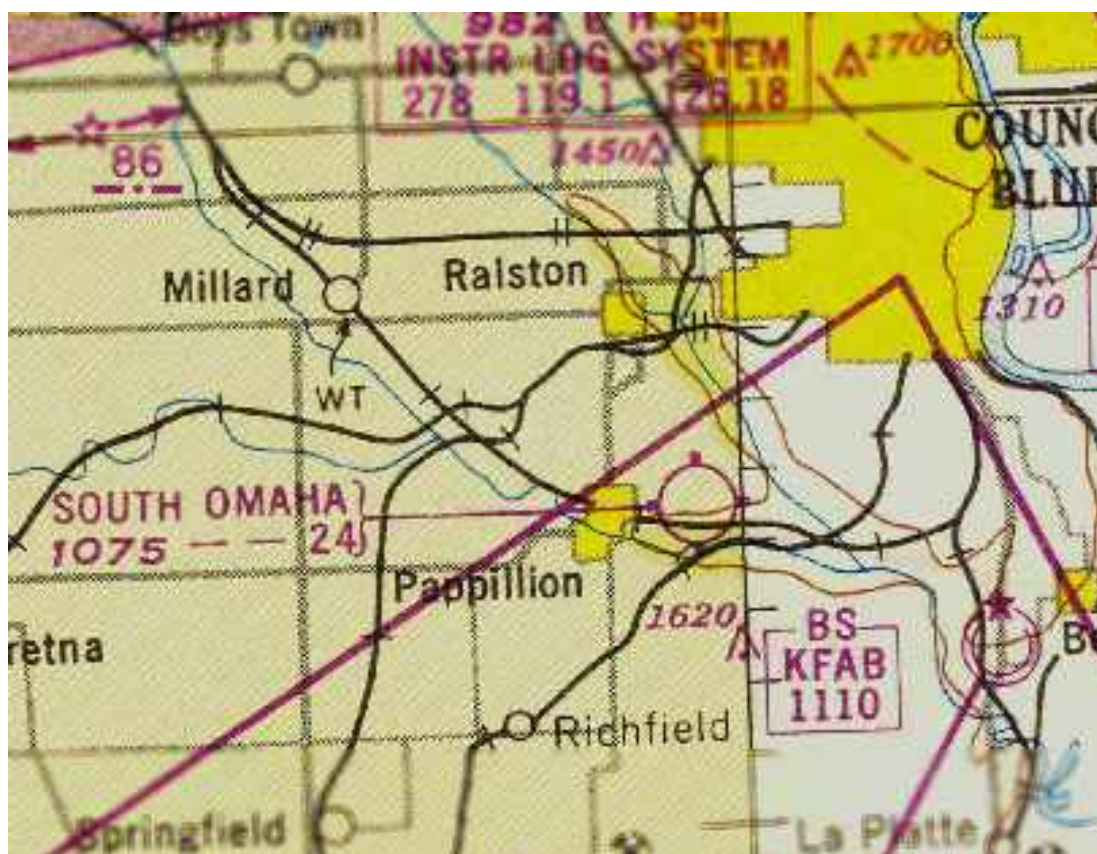 Boys Town
INSTR LDG SYSTEM
278 119.1 126.18
1700
COUNC
BLUF
1450
86
Millard
Ralston
1310
WT
SOUTH OMAHA
1075 — — 24
Pappillion
1620
BS
KFAB
1110
retna
Be
Richfield
Springfield
La Platte